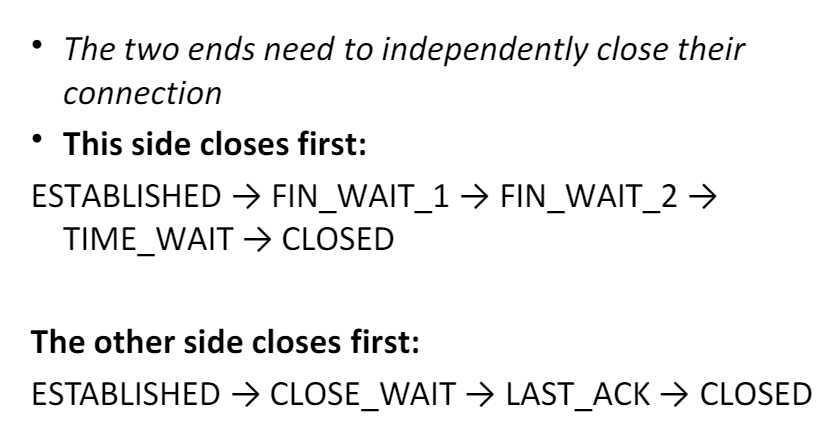 • The two ends need to independently close their
connection
• This side closes first:
ESTABLISHED → FIN_WAIT_1 → FIN_WAIT_2 →
TIME_WAIT → CLOSED
The other side closes first:
ESTABLISHED → CLOSE_WAIT → LAST_ACK → CLOSED